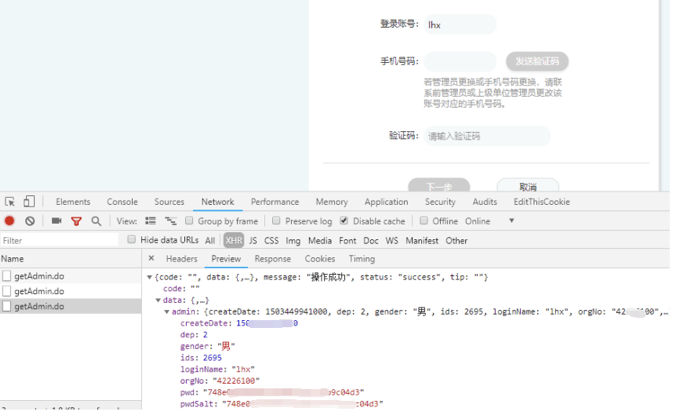 登录账号： lhx
手机号码： 发送验证码
若管理员更换或手机号码更换，请联
系前管理员或上级单位管理员更改该
账号对应的手机号码。
验证码： 请输入验证码
下一步 取消
Elements Console Sources Network Performance Memory Application Security Audits EditThisCookie
View: Group by frame Preserve log Disable cache Offline Online
Filter Hide data URLs All XHR JS CSS Img Media Font Doc WS Manifest Other
Name × Headers Preview Response Cookies Timing
getAdmin.do
getAdmin.do
getAdmin.do
{code: "", data: {,…}, message: "操作成功", status: "success", tip: ""}
code: ""
data: {,…}
admin: {createDate: 1503449941000, dep: 2, gender: "男", ids: 2695, loginName: "lhx", orgNo: "42 100",…
createDate: 150 0
dep: 2
gender: "男"
ids: 2695
loginName: "lhx"
orgNo: "42226100"
pwd: "748e 9c04d3"
pwdSalt: "748e c04d3"